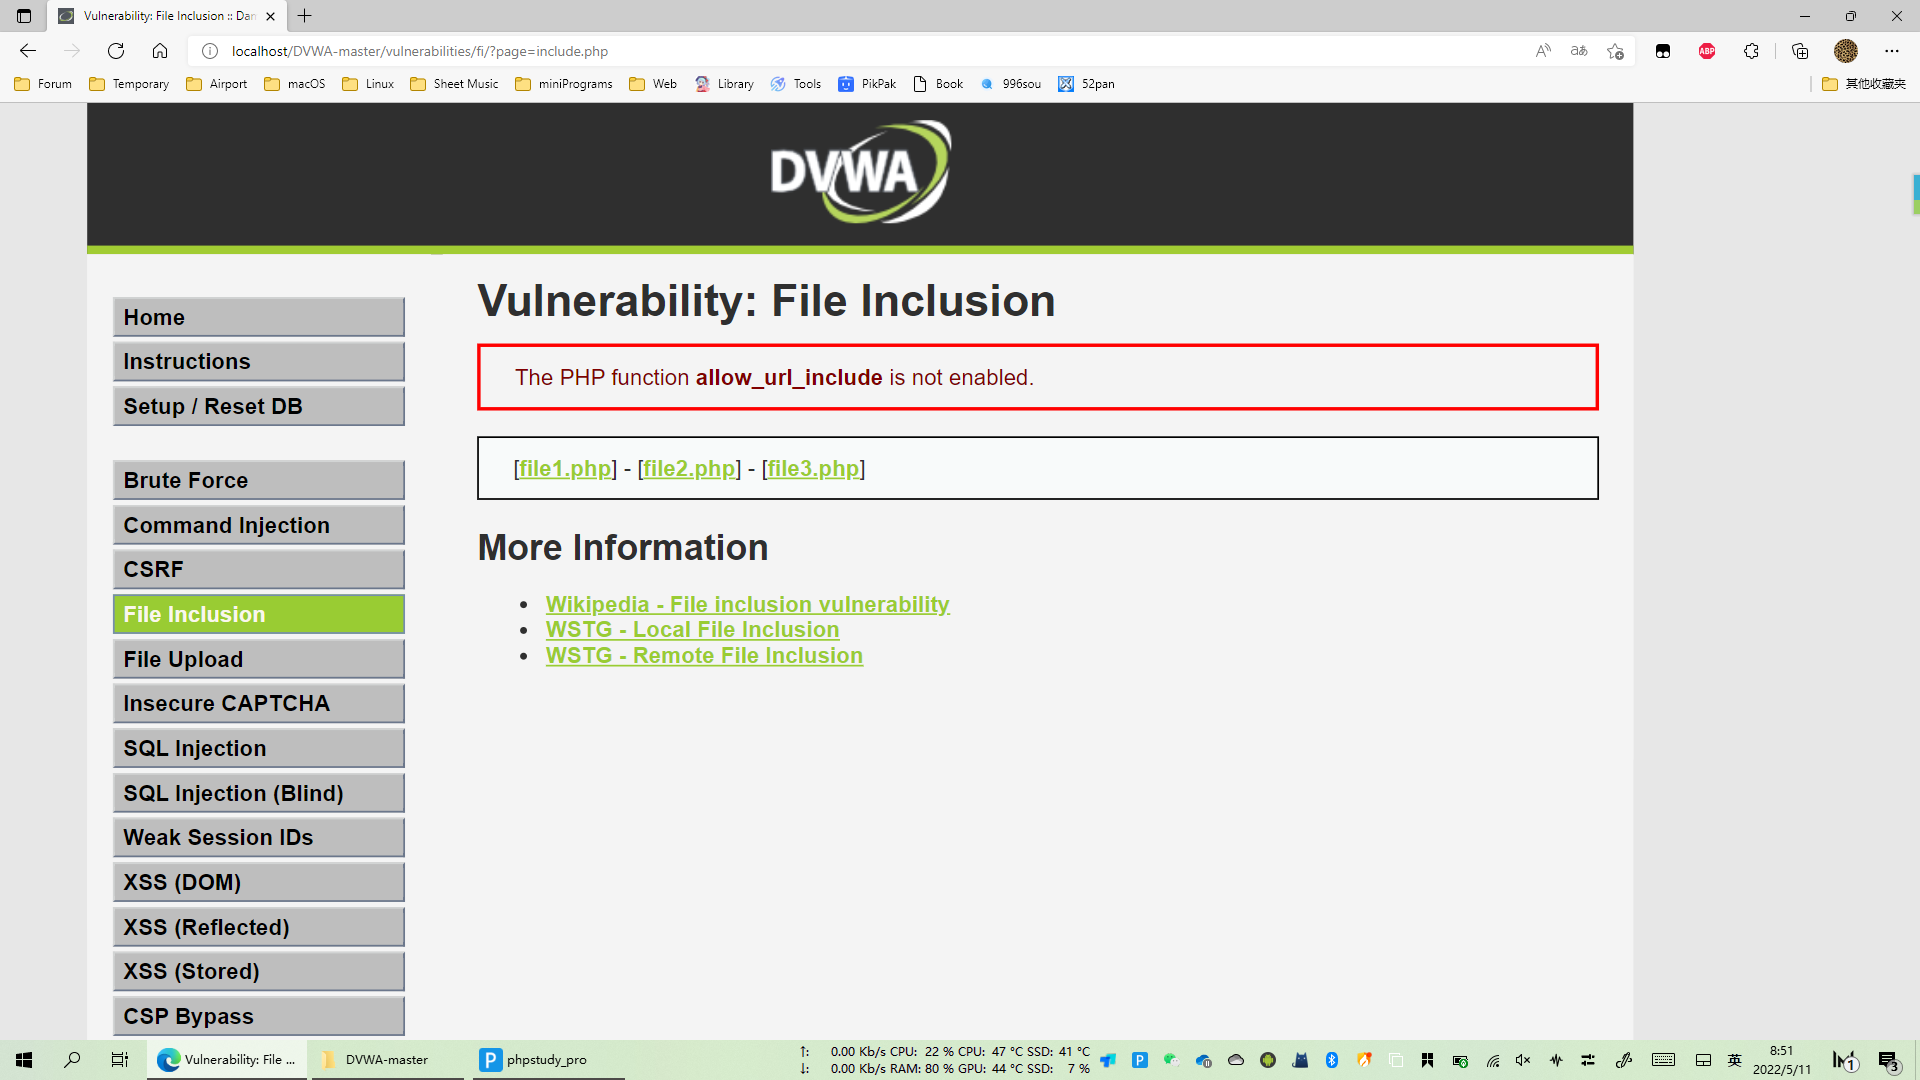 Vulnerability: File Inclusion :: Dan
localhost/DVWA-master/vulnerabilities/fi/?page=include.php
Forum Temporary Airport macOS Linux Sheet Music miniPrograms Web Library Tools PikPak Book 996sou 52pan 其他收藏夹
DVWA
Home
Instructions
Setup / Reset DB
Brute Force
Command Injection
CSRF
File Inclusion
File Upload
Insecure CAPTCHA
SQL Injection
SQL Injection (Blind)
Weak Session IDs
XSS (DOM)
XSS (Reflected)
XSS (Stored)
CSP Bypass
Vulnerability: File Inclusion
The PHP function allow_url_include is not enabled.
[file1.php] - [file2.php] - [file3.php]
More Information
Wikipedia - File inclusion vulnerability
WSTG - Local File Inclusion
WSTG - Remote File Inclusion
Vulnerability: File ... DVWA-master phpstudy_pro
↑: 0.00 Kb/s CPU: 22 % CPU: 47 °C SSD: 41 °C
↓: 0.00 Kb/s RAM: 80 % GPU: 44 °C SSD: 7 %
英
8:51
2022/5/11
1
3